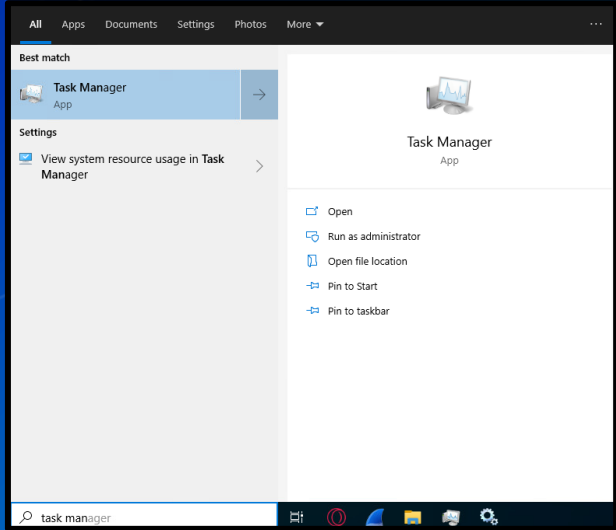 All Apps Documents Settings Photos More
Best match
Task Manager
App
Settings
View system resource usage in Task
Manager
Task Manager
App
Open
Run as administrator
Open file location
Pin to Start
Pin to taskbar
task manager